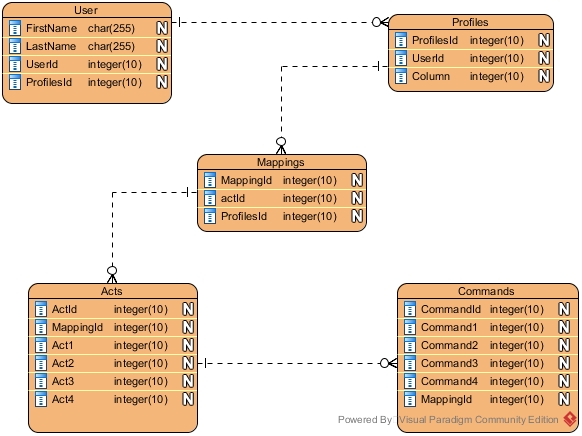 User
FirstName char(255) N
LastName char(255) N
UserId integer(10) N
ProfilesId integer(10) N
Profiles
ProfilesId integer(10) N
UserId integer(10) N
Column integer(10) N
Mappings
MappingId integer(10) N
actId integer(10) N
ProfilesId integer(10) N
Acts
ActId integer(10) N
MappingId integer(10) N
Act1 integer(10) N
Act2 integer(10) N
Act3 integer(10) N
Act4 integer(10) N
Commands
CommandId integer(10) N
Command1 integer(10) N
Command2 integer(10) N
Command3 integer(10) N
Command4 integer(10) N
MappingId integer(10) N
Powered By Visual Paradigm Community Edition